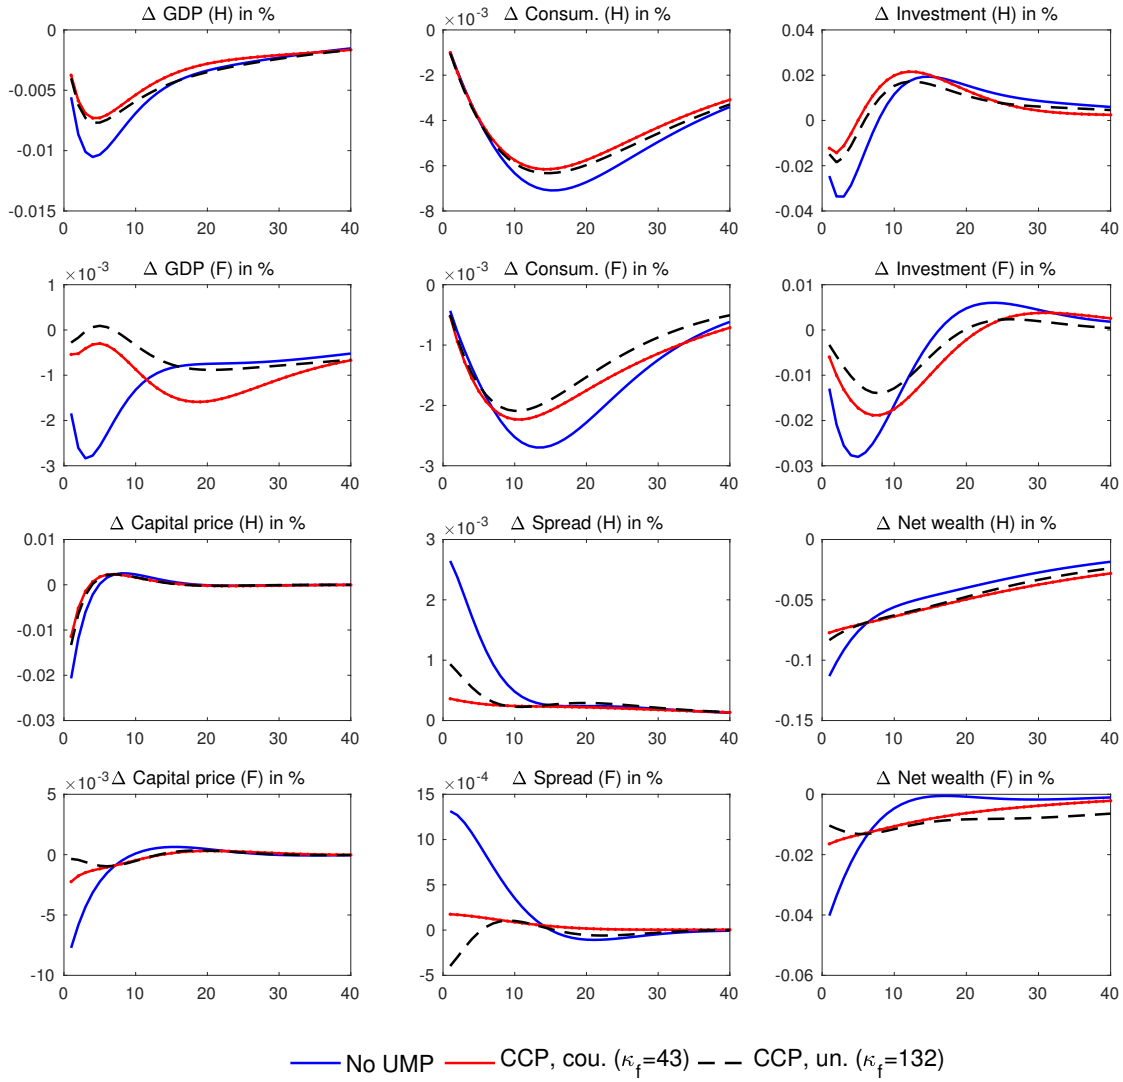 Δ GDP (H) in %
0
-0.005
-0.01
-0.015
0 10 20 30 40
×10⁻³ Δ Consum. (H) in %
0
-2
-4
-6
-8
0 10 20 30 40
Δ Investment (H) in %
0.04
0.02
0
-0.02
-0.04
0 10 20 30 40
×10⁻³ Δ GDP (F) in %
1
0
-1
-2
-3
0 10 20 30 40
×10⁻³ Δ Consum. (F) in %
0
-1
-2
-3
0 10 20 30 40
Δ Investment (F) in %
0.01
0
-0.01
-0.02
-0.03
0 10 20 30 40
Δ Capital price (H) in %
0.01
0
-0.01
-0.02
-0.03
0 10 20 30 40
×10⁻³ Δ Spread (H) in %
3
2
1
0
0 10 20 30 40
Δ Net wealth (H) in %
0
-0.05
-0.1
-0.15
0 10 20 30 40
×10⁻³ Δ Capital price (F) in %
5
0
-5
-10
0 10 20 30 40
×10⁻⁴ Δ Spread (F) in %
15
10
5
0
-5
0 10 20 30 40
Δ Net wealth (F) in %
0
-0.02
-0.04
-0.06
0 10 20 30 40
No UMP CCP, cou. (κ_f=43) CCP, un. (κ_f=132)